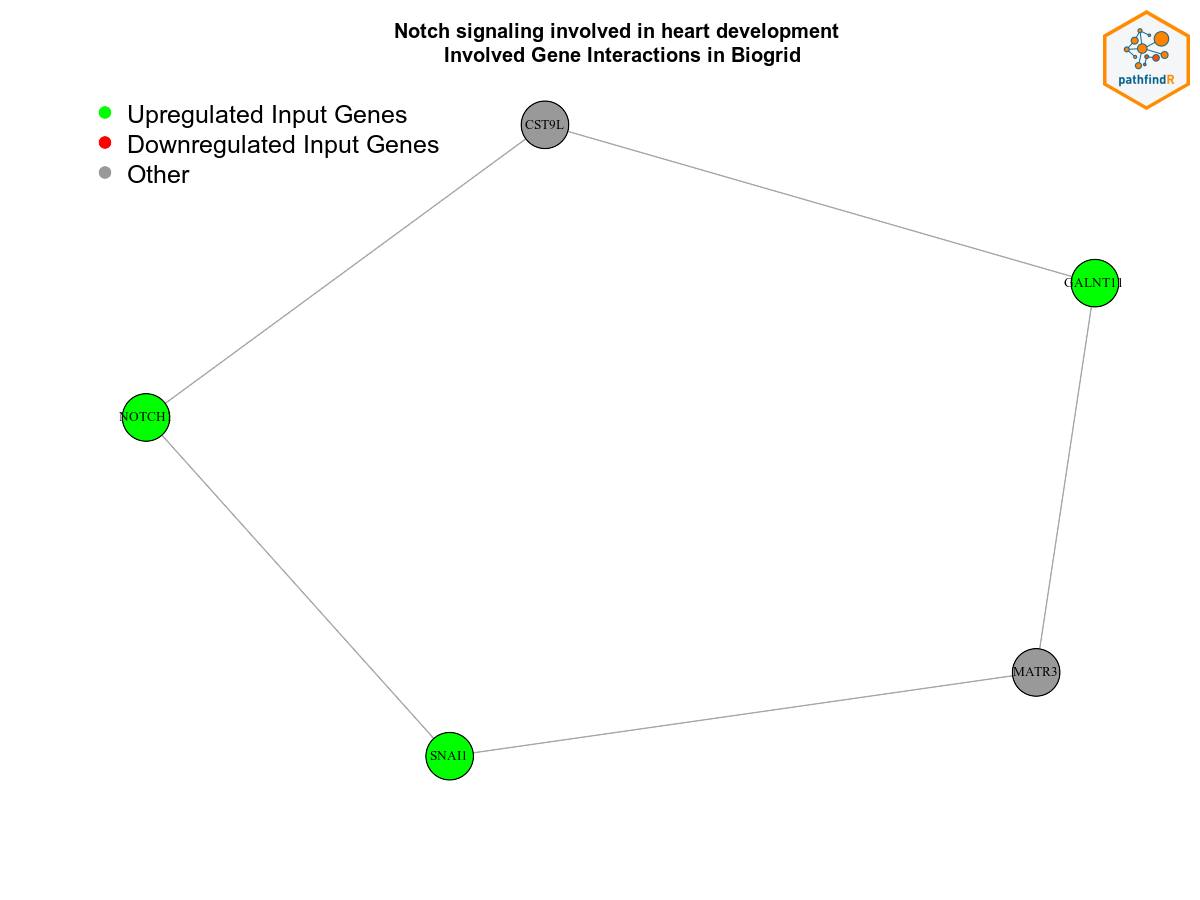 Notch signaling involved in heart development
Involved Gene Interactions in Biogrid
pathfindR
Upregulated Input Genes
Downregulated Input Genes
Other
CST9L
GALNT11
NOTCH1
MATR3
SNAI1